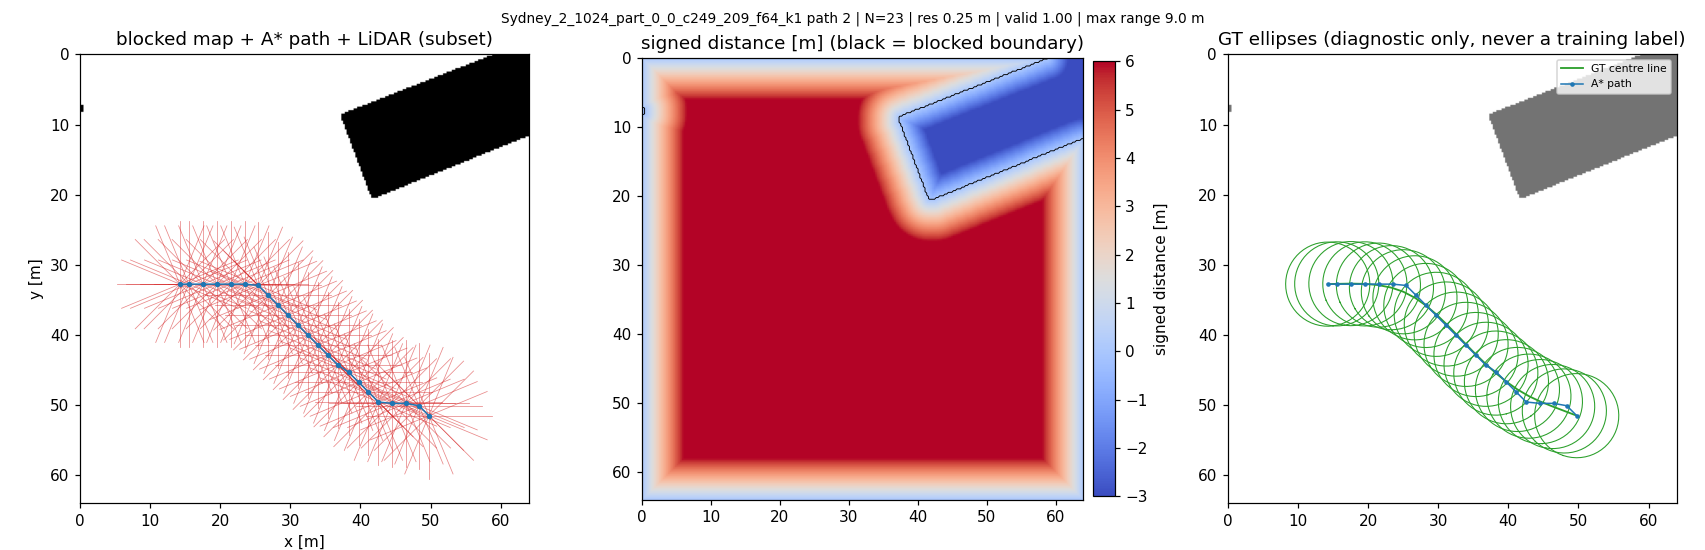 Sydney_2_1024_part_0_0_c249_209_f64_k1 path 2 | N=23 | res 0.25 m | valid 1.00 | max range 9.0 m
blocked map + A* path + LiDAR (subset)
0
10
20
30
40
50
60
y [m]
0 10 20 30 40 50 60
x [m]
signed distance [m] (black = blocked boundary)
0
10
20
30
40
50
60
0 10 20 30 40 50 60
6
5
4
3
2
1
0
−1
−2
−3
signed distance [m]
GT ellipses (diagnostic only, never a training label)
GT centre line
A* path
0
10
20
30
40
50
60
0 10 20 30 40 50 60